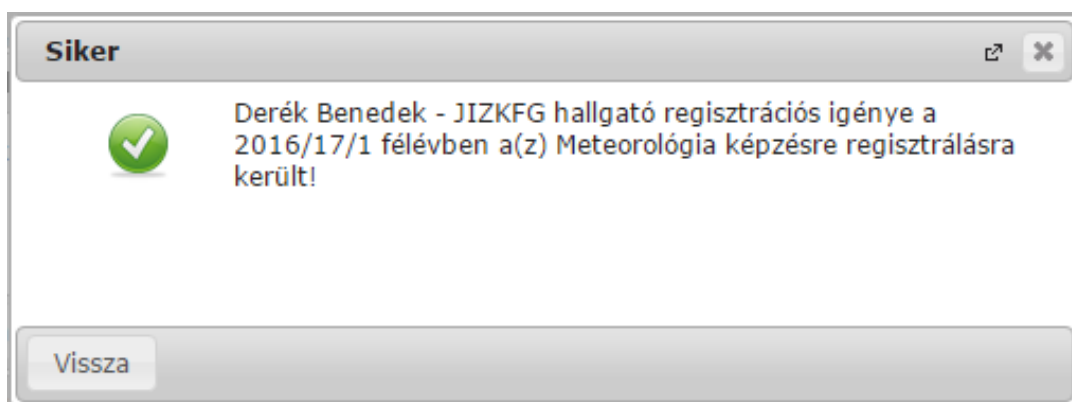 Siker
Derék Benedek - JIZKFG hallgató regisztrációs igénye a
2016/17/1 félévben a(z) Meteorológia képzésre regisztrálásra
került!
Vissza